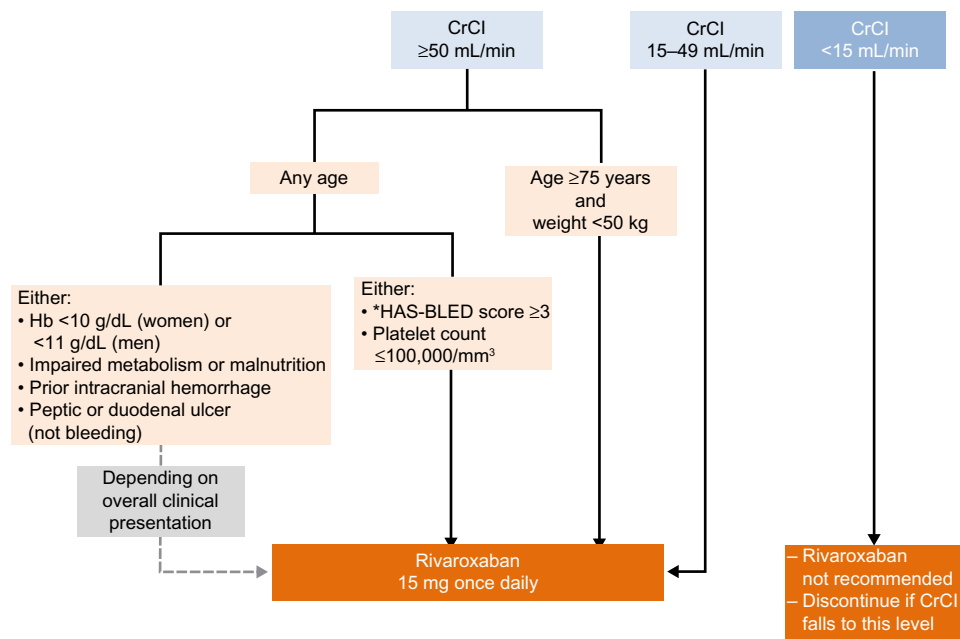 CrCl
≥50 mL/min
CrCl
15–49 mL/min
CrCl
<15 mL/min
Any age
Age ≥75 years
and
weight <50 kg
Either:
• Hb <10 g/dL (women) or
<11 g/dL (men)
• Impaired metabolism or malnutrition
• Prior intracranial hemorrhage
• Peptic or duodenal ulcer
(not bleeding)
Either:
• *HAS-BLED score ≥3
• Platelet count
≤100,000/mm³
Depending on
overall clinical
presentation
Rivaroxaban
15 mg once daily
– Rivaroxaban
not recommended
– Discontinue if CrCl
falls to this level